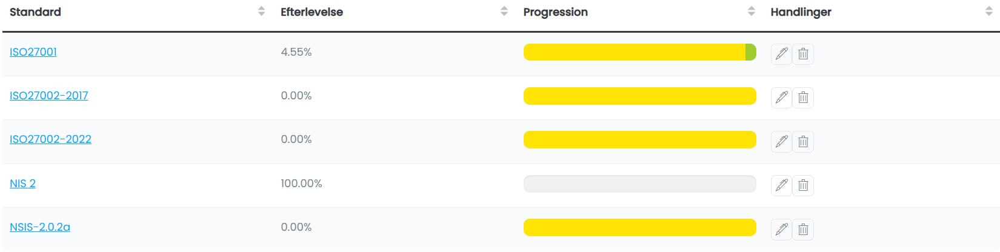 Standard Efterlevelse Progression Handlinger
ISO27001 4.55%
ISO27002-2017 0.00%
ISO27002-2022 0.00%
NIS 2 100.00%
NSIS-2.0.2a 0.00%